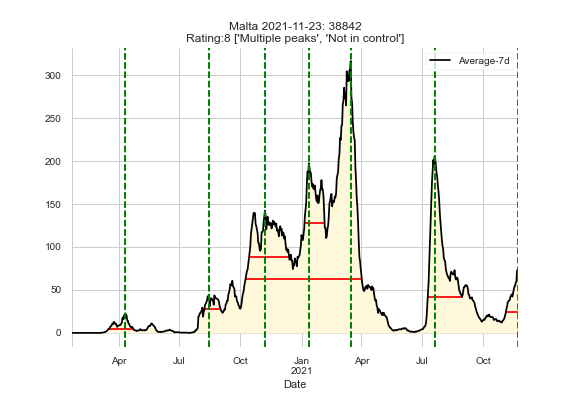 Malta 2021-11-23: 38842
Rating:8 ['Multiple peaks', 'Not in control']
Average-7d
300
250
200
150
100
50
0
Apr Jul Oct Jan Apr Jul Oct
2021
Date